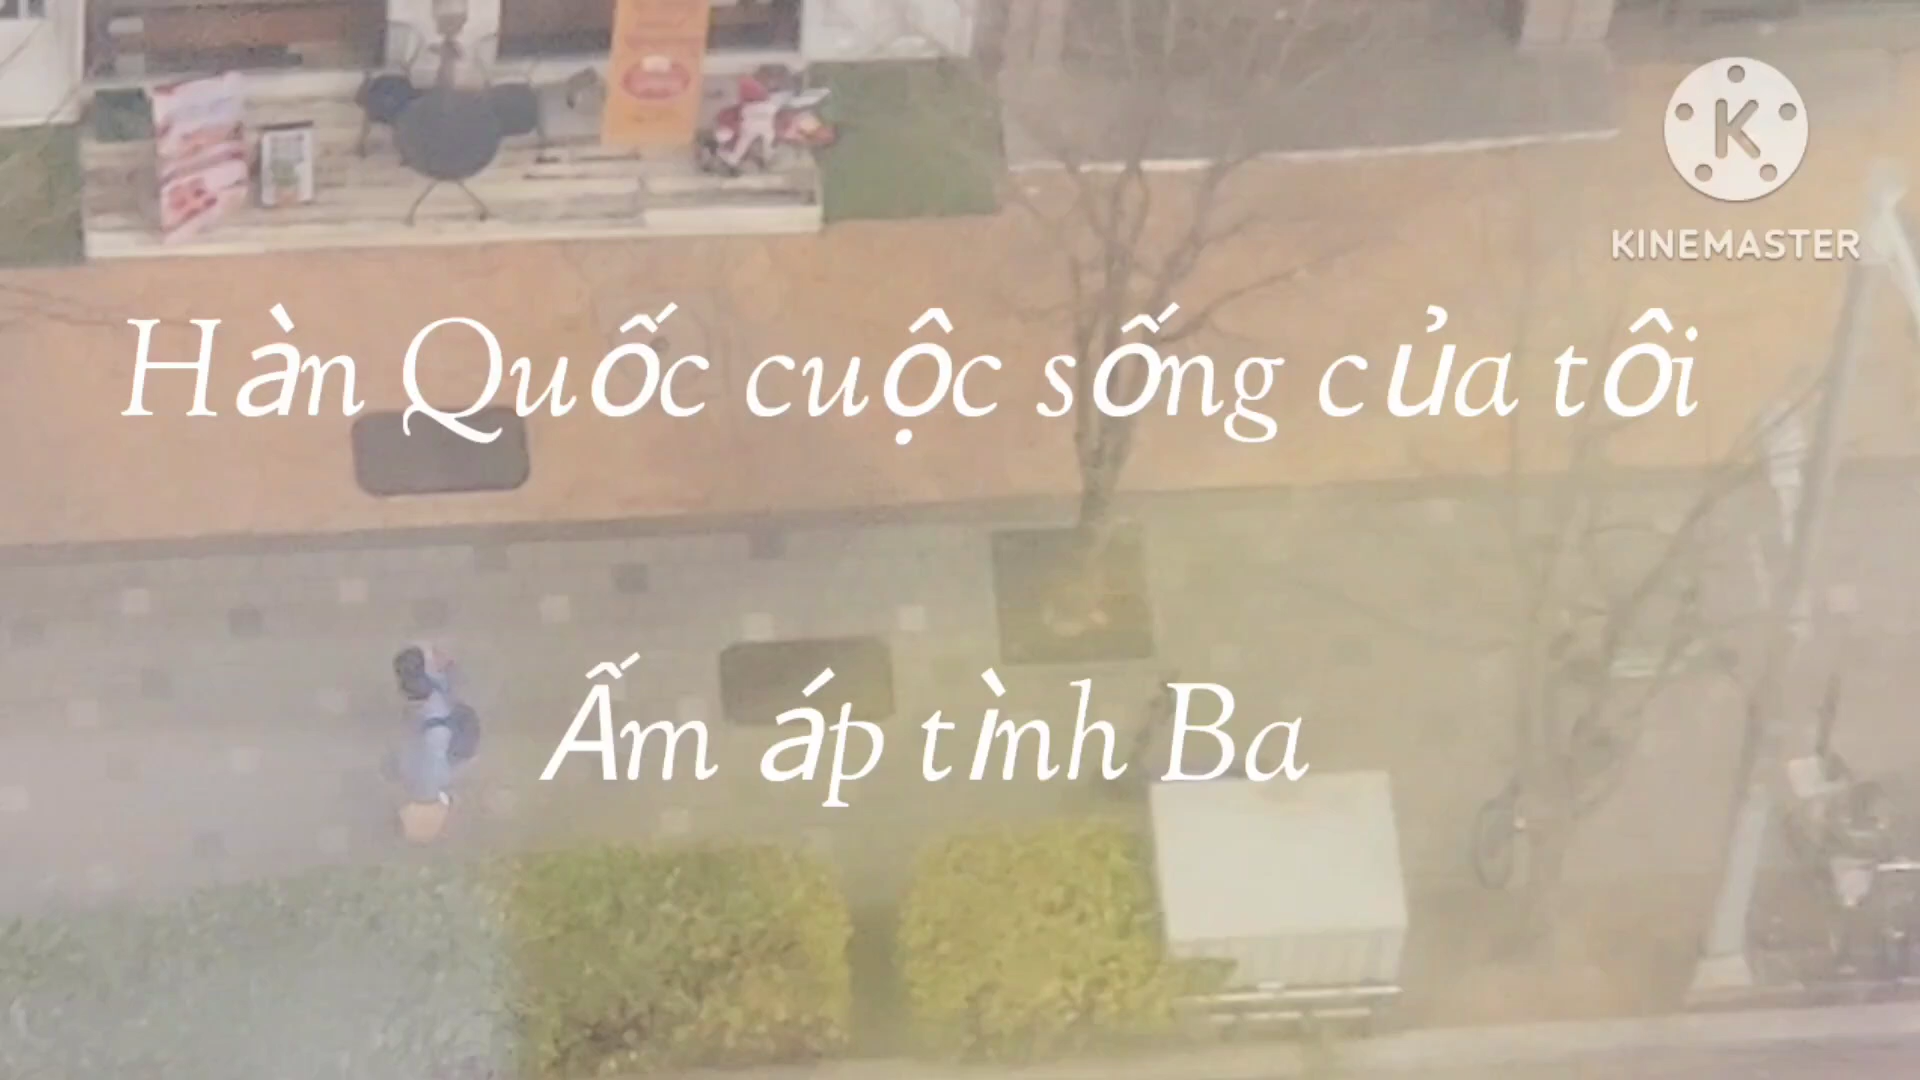 KINEMASTER
Hàn Quốc cuộc sống của tôi
Ấm áp tình Ba